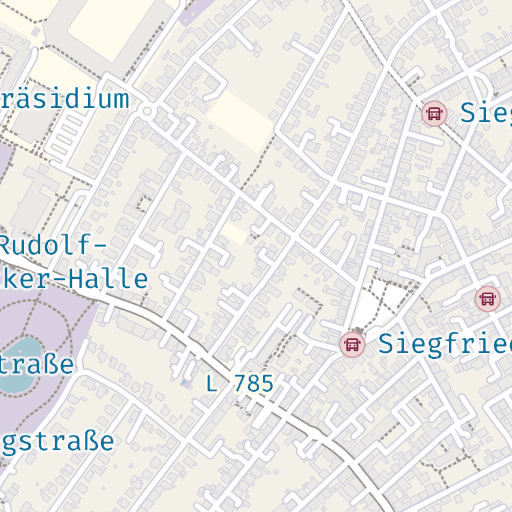 räsidium
Sieg
Rudolf-
ker-Halle
Siegfried
traße
L 785
gstraße